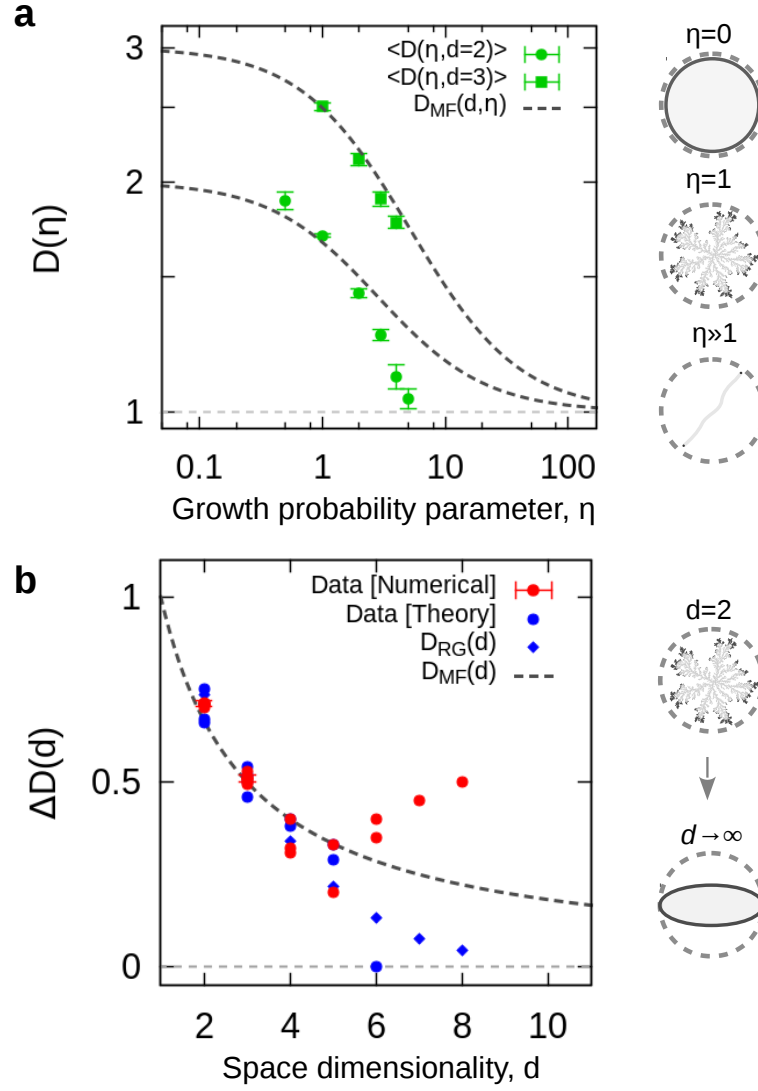 a
3
2
1
D(η)
<D(η,d=2)>
<D(η,d=3)>
D_MF(d,η)
0.1 1 10 100
Growth probability parameter, η
η=0
η=1
η»1
b
1
0.5
0
ΔD(d)
Data [Numerical]
Data [Theory]
D_RG(d)
D_MF(d)
2 4 6 8 10
Space dimensionality, d
d=2
d→∞